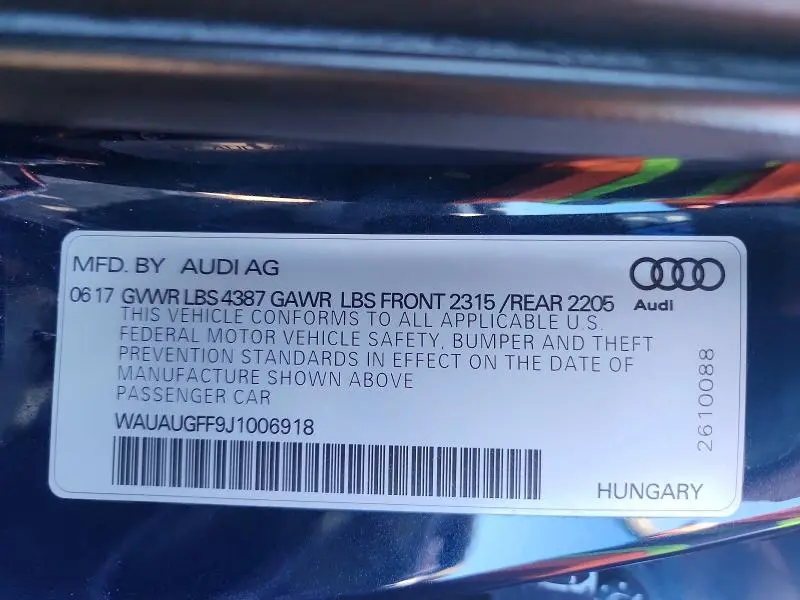 MFD. BY AUDI AG
Audi
06 17 GVWR LBS 4387 GAWR LBS FRONT 2315 /REAR 2205
THIS VEHICLE CONFORMS TO ALL APPLICABLE U.S.
FEDERAL MOTOR VEHICLE SAFETY, BUMPER AND THEFT
PREVENTION STANDARDS IN EFFECT ON THE DATE OF
MANUFACTURE SHOWN ABOVE
PASSENGER CAR
WAUAUGFF9J1006918
HUNGARY
2610088